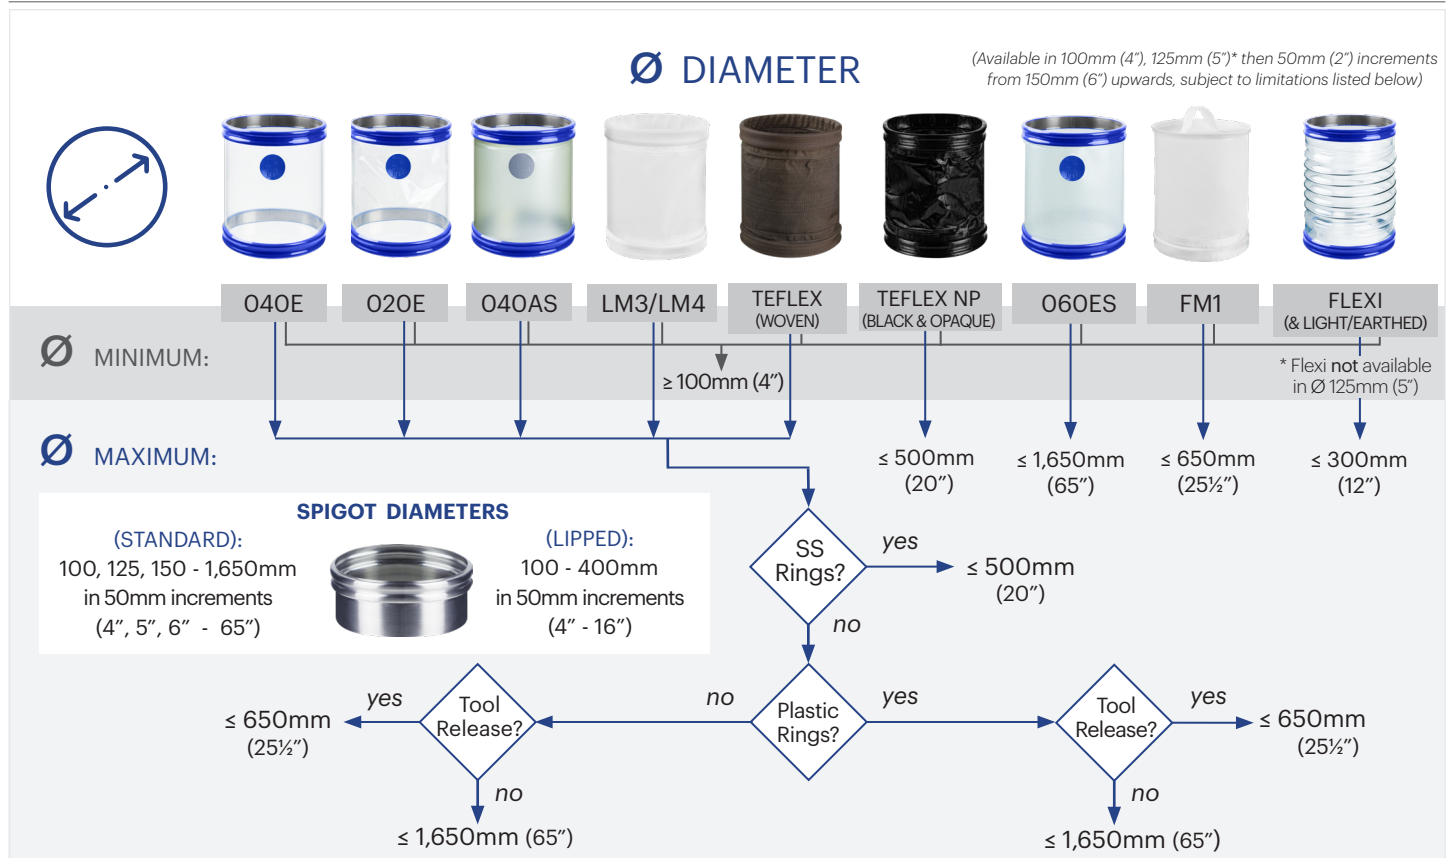 Ø DIAMETER
(Available in 100mm (4”), 125mm (5”)* then 50mm (2”) increments
from 150mm (6”) upwards, subject to limitations listed below)
040E
020E
040AS
LM3/LM4
TEFLEX
(WOVEN)
TEFLEX NP
(BLACK & OPAQUE)
060ES
FM1
FLEXI
(& LIGHT/EARTHED)
Ø MINIMUM:
≥ 100mm (4”)
* Flexi not available
in Ø 125mm (5”)
Ø MAXIMUM:
≤ 500mm
(20”)
≤ 1,650mm
(65”)
≤ 650mm
(25½”)
≤ 300mm
(12”)
SPIGOT DIAMETERS
(STANDARD):
100, 125, 150 - 1,650mm
in 50mm increments
(4”, 5”, 6” - 65”)
(LIPPED):
100 - 400mm
in 50mm increments
(4” - 16”)
SS
Rings?
yes
≤ 500mm
(20”)
no
Plastic
Rings?
no
Tool
Release?
yes
≤ 650mm
(25½”)
no
≤ 1,650mm (65”)
yes
Tool
Release?
yes
≤ 650mm
(25½”)
no
≤ 1,650mm (65”)